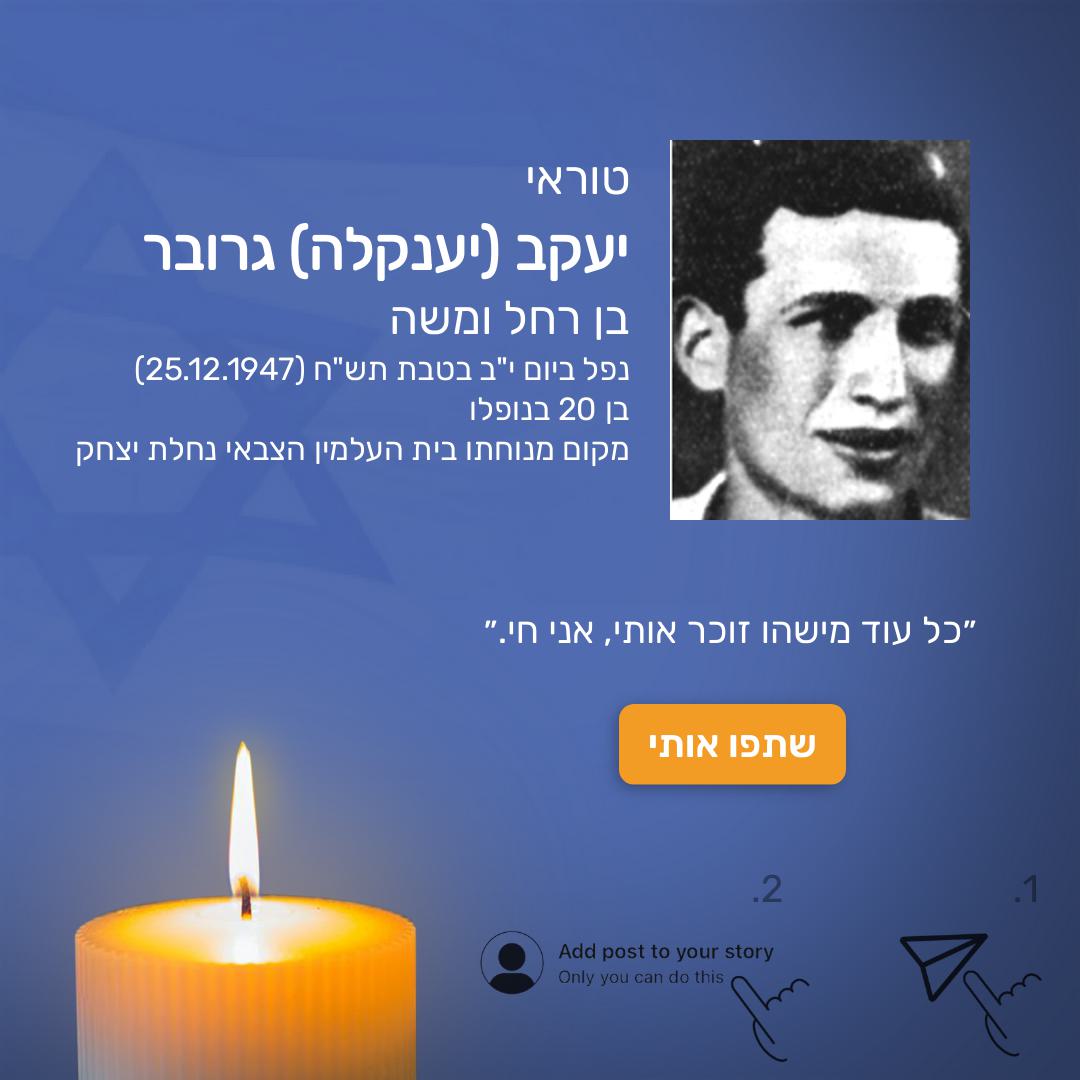 טוראי
יעקב (יענקלה) גרובר
בן רחל ומשה
נפל ביום י"ב בטבת תש"ח (25.12.1947)
בן 20 בנופלו
מקום מנוחתו בית העלמין הצבאי נחלת יצחק
״כל עוד מישהו זוכר אותי, אני חי.״
שתפו אותי
.1
.2
Add post to your story
Only you can do this